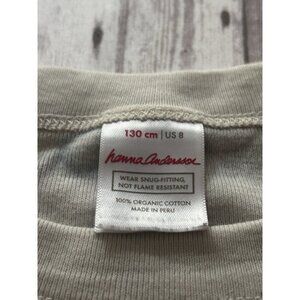 130 cm | US 8
hanna andersson
WEAR SNUG-FITTING,
NOT FLAME RESISTANT
100% ORGANIC COTTON
MADE IN PERU